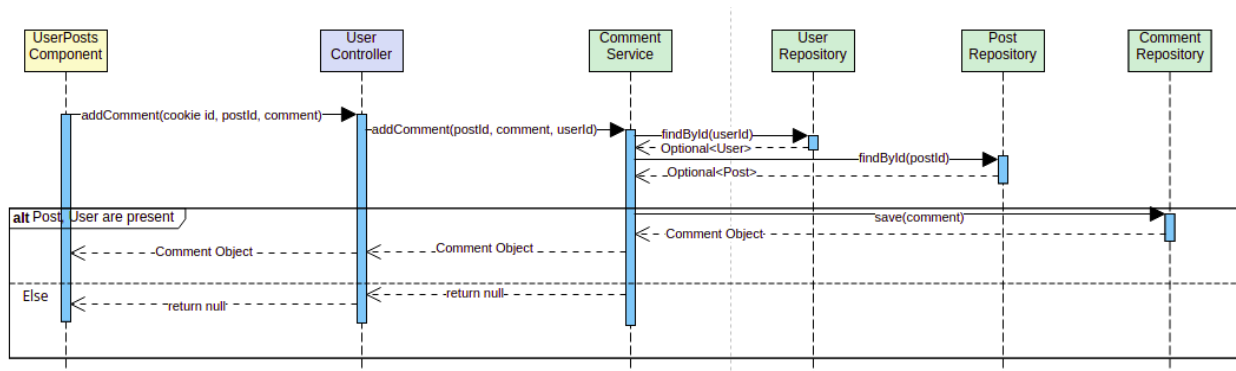 UserPosts
Component
User
Controller
Comment
Service
User
Repository
Post
Repository
Comment
Repository
addComment(cookie id, postId, comment)
addComment(postId, comment, userId)
findById(userId)
Optional<User>
findById(postId)
Optional<Post>
alt Post, User are present
save(comment)
Comment Object
Comment Object
Comment Object
Else
return null
return null